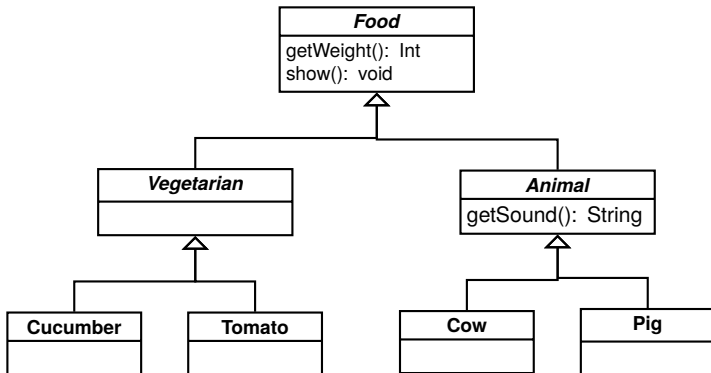 Food
getWeight(): Int
show(): void
Vegetarian
Animal
getSound(): String
Cucumber
Tomato
Cow
Pig